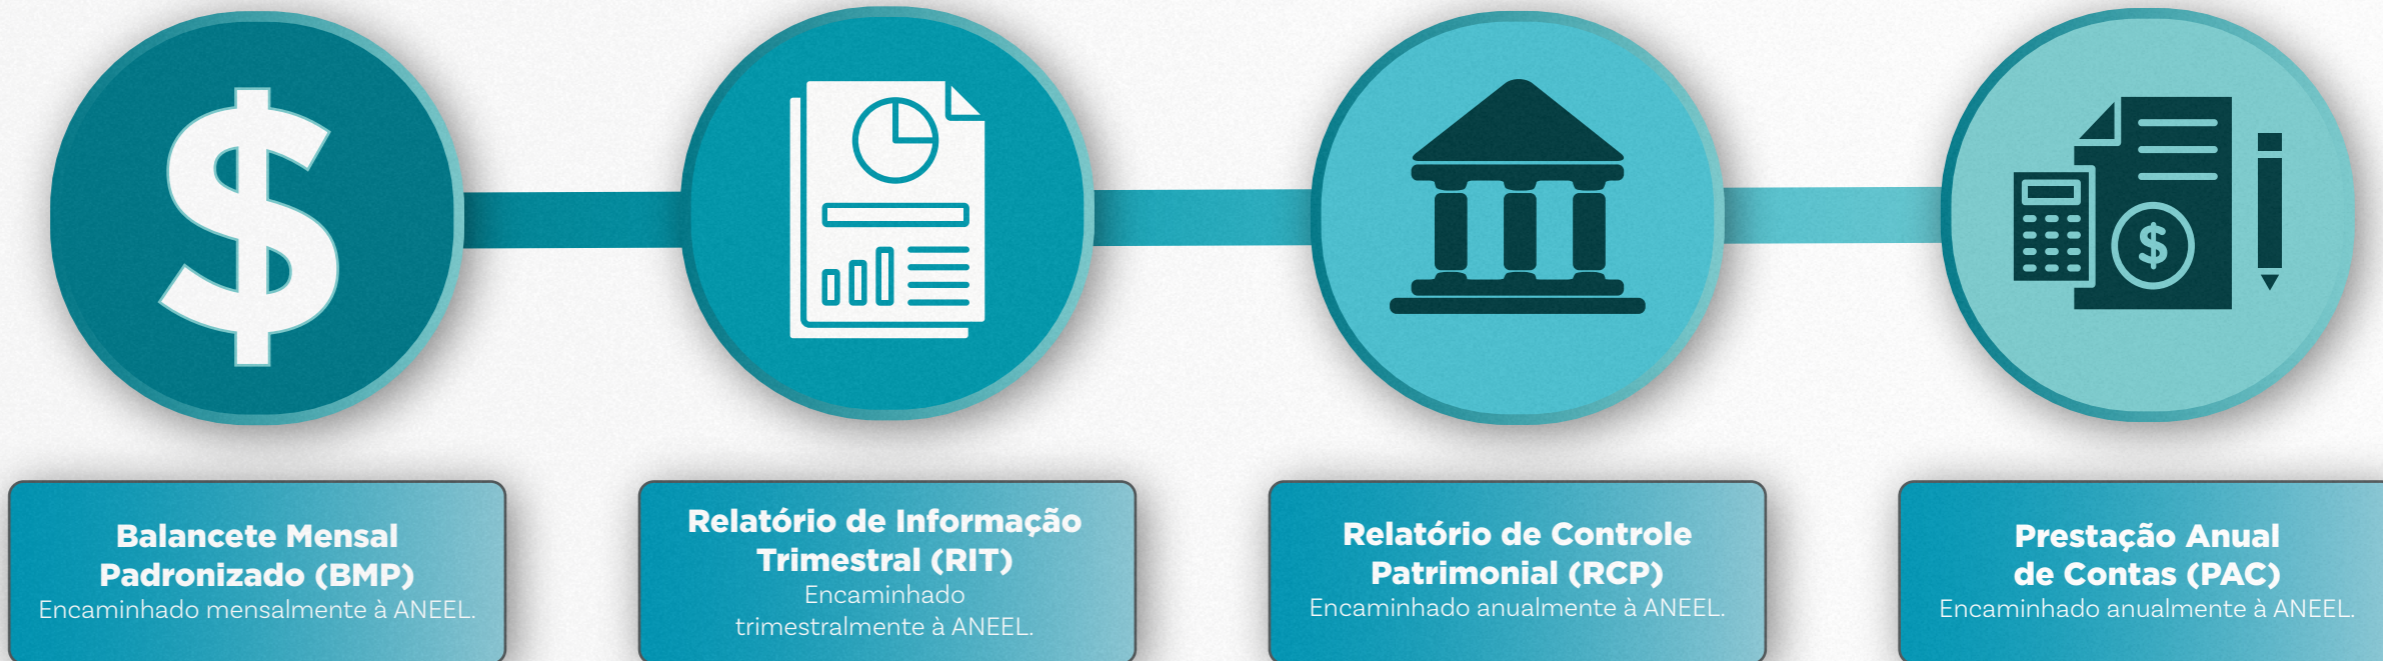 $
$
Balancete Mensal
Padronizado (BMP)
Encaminhado mensalmente à ANEEL.
Relatório de Informação
Trimestral (RIT)
Encaminhado
trimestralmente à ANEEL.
Relatório de Controle
Patrimonial (RCP)
Encaminhado anualmente à ANEEL.
Prestação Anual
de Contas (PAC)
Encaminhado anualmente à ANEEL.